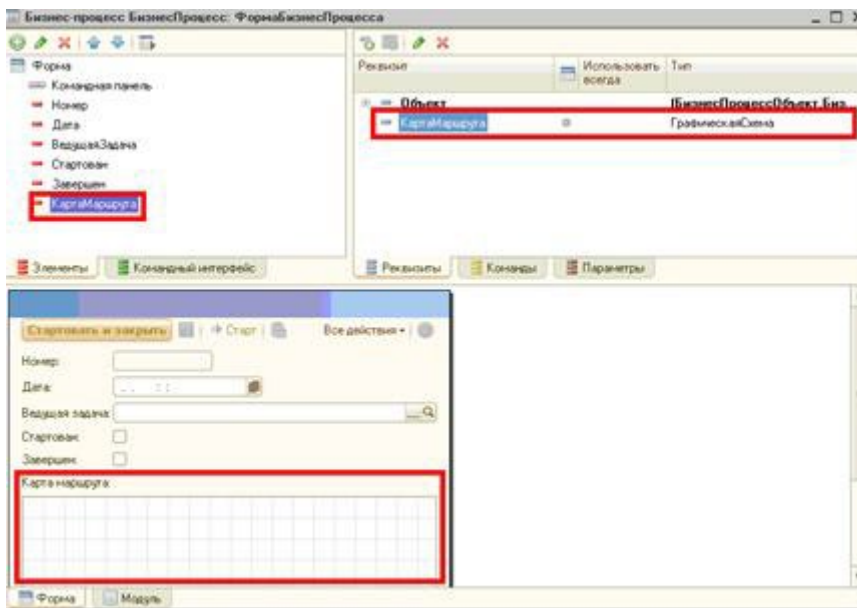 Бизнес-процесс БизнесПроцесс: ФормаБизнесПроцесса
Форма
Командная панель
Номер
Дата
ВедущаяЗадача
Стартован
Завершен
КартаМаршрута
Элементы
Командный интерфейс
Реквизит
Использовать всегда
Тип
Объект
(БизнесПроцессОбъект.Биз...
КартаМаршрута
ГрафическаяСхема
Реквизиты
Команды
Параметры
Стартовать и закрыть
Старт
Все действия
Номер:
Дата:
. . : :
Ведущая задача:
...
Стартован:
Завершен:
Карта маршрута:
Форма
Модуль